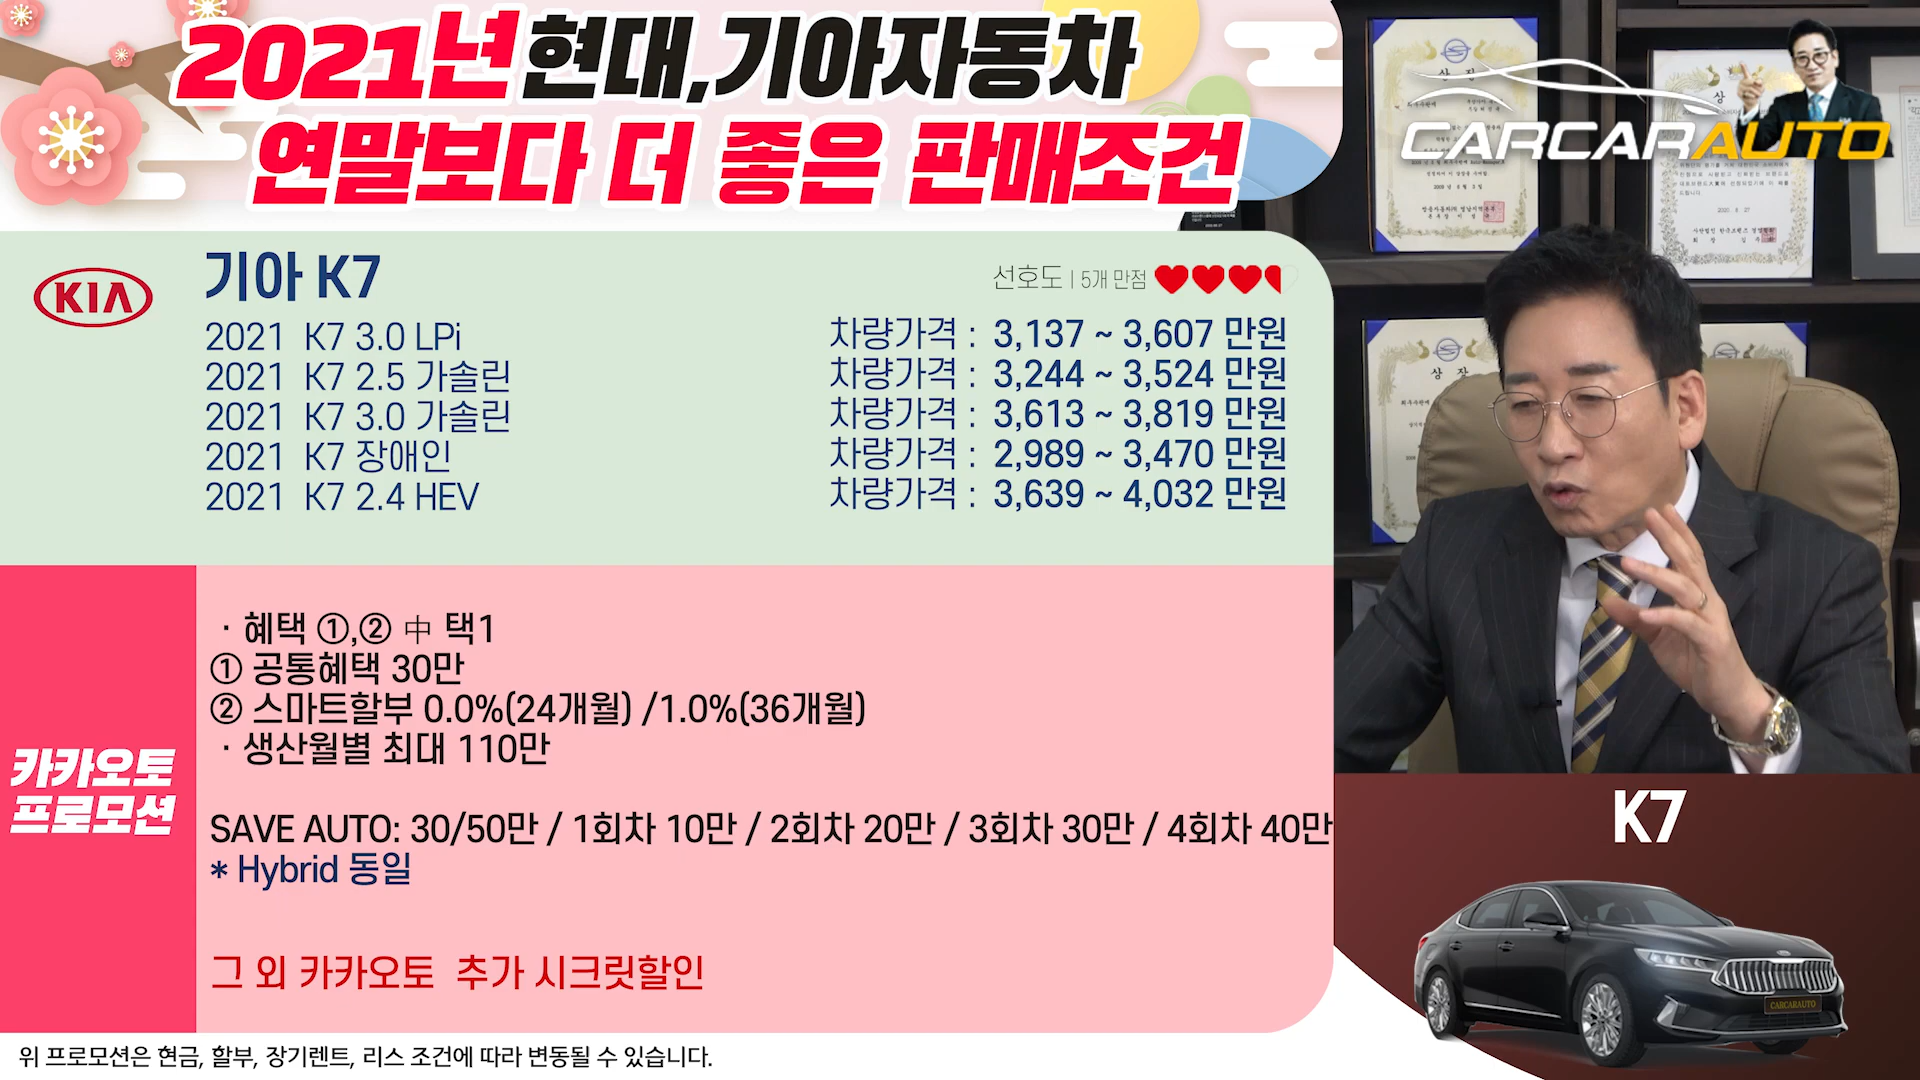 2021년 현대,기아자동차
연말보다 더 좋은 판매조건
CARCARAUTO
상 장
KIA
기아 K7
선호도 | 5개 만점
2021 K7 3.0 LPi 차량가격 : 3,137 ~ 3,607 만원
2021 K7 2.5 가솔린 차량가격 : 3,244 ~ 3,524 만원
2021 K7 3.0 가솔린 차량가격 : 3,613 ~ 3,819 만원
2021 K7 장애인 차량가격 : 2,989 ~ 3,470 만원
2021 K7 2.4 HEV 차량가격 : 3,639 ~ 4,032 만원
상 장
카카오토
프로모션
· 혜택 ①,② 中 택1
① 공통혜택 30만
② 스마트할부 0.0%(24개월) /1.0%(36개월)
· 생산월별 최대 110만
SAVE AUTO: 30/50만 / 1회차 10만 / 2회차 20만 / 3회차 30만 / 4회차 40만
* Hybrid 동일
그 외 카카오토 추가 시크릿할인
K7
CARCARAUTO
위 프로모션은 현금, 할부, 장기렌트, 리스 조건에 따라 변동될 수 있습니다.